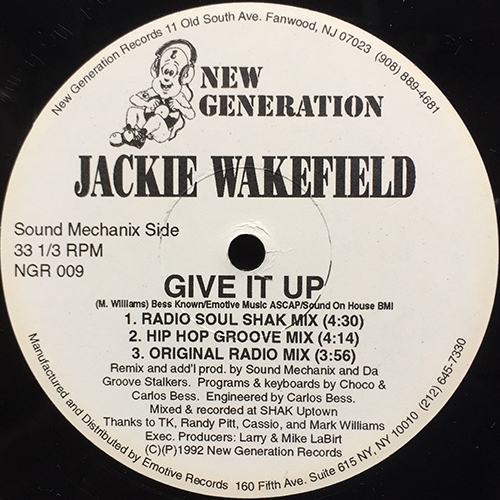 New Generation Records 11 Old South Ave. Fanwood, NJ 07023 (908) 889-4681
NEW
GENERATION
JACKIE WAKEFIELD
Sound Mechanix Side
33 1/3 RPM
NGR 009
GIVE IT UP
(M. Williams) Bess Known/Emotive Music ASCAP/Sound On House BMI
1. RADIO SOUL SHAK MIX (4:30)
2. HIP HOP GROOVE MIX (4:14)
3. ORIGINAL RADIO MIX (3:56)
Remix and add'l prod. by Sound Mechanix and Da
Groove Stalkers. Programs & keyboards by Choco &
Carlos Bess. Engineered by Carlos Bess.
Mixed & recorded at SHAK Uptown
Thanks to TK, Randy Pitt, Cassio, and Mark Williams
Exec. Producers: Larry & Mike LaBirt
(C)(P)1992 New Generation Records
Manufactured and Distributed by Emotive Records 160 Fifth Ave. Suite 615 NY, NY 10010 (212) 645-7330